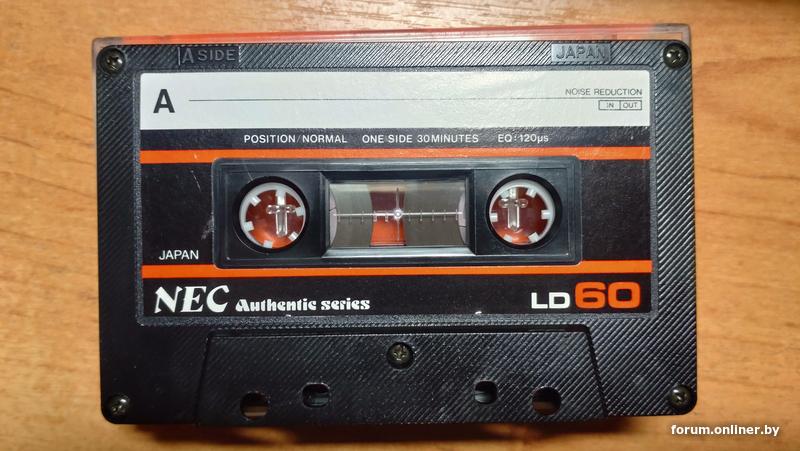 A SIDE
JAPAN
A
NOISE REDUCTION
IN OUT
POSITION/NORMAL ONE SIDE 30MINUTES EQ:120µs
JAPAN
NEC Authentic series
LD60
forum.onliner.by